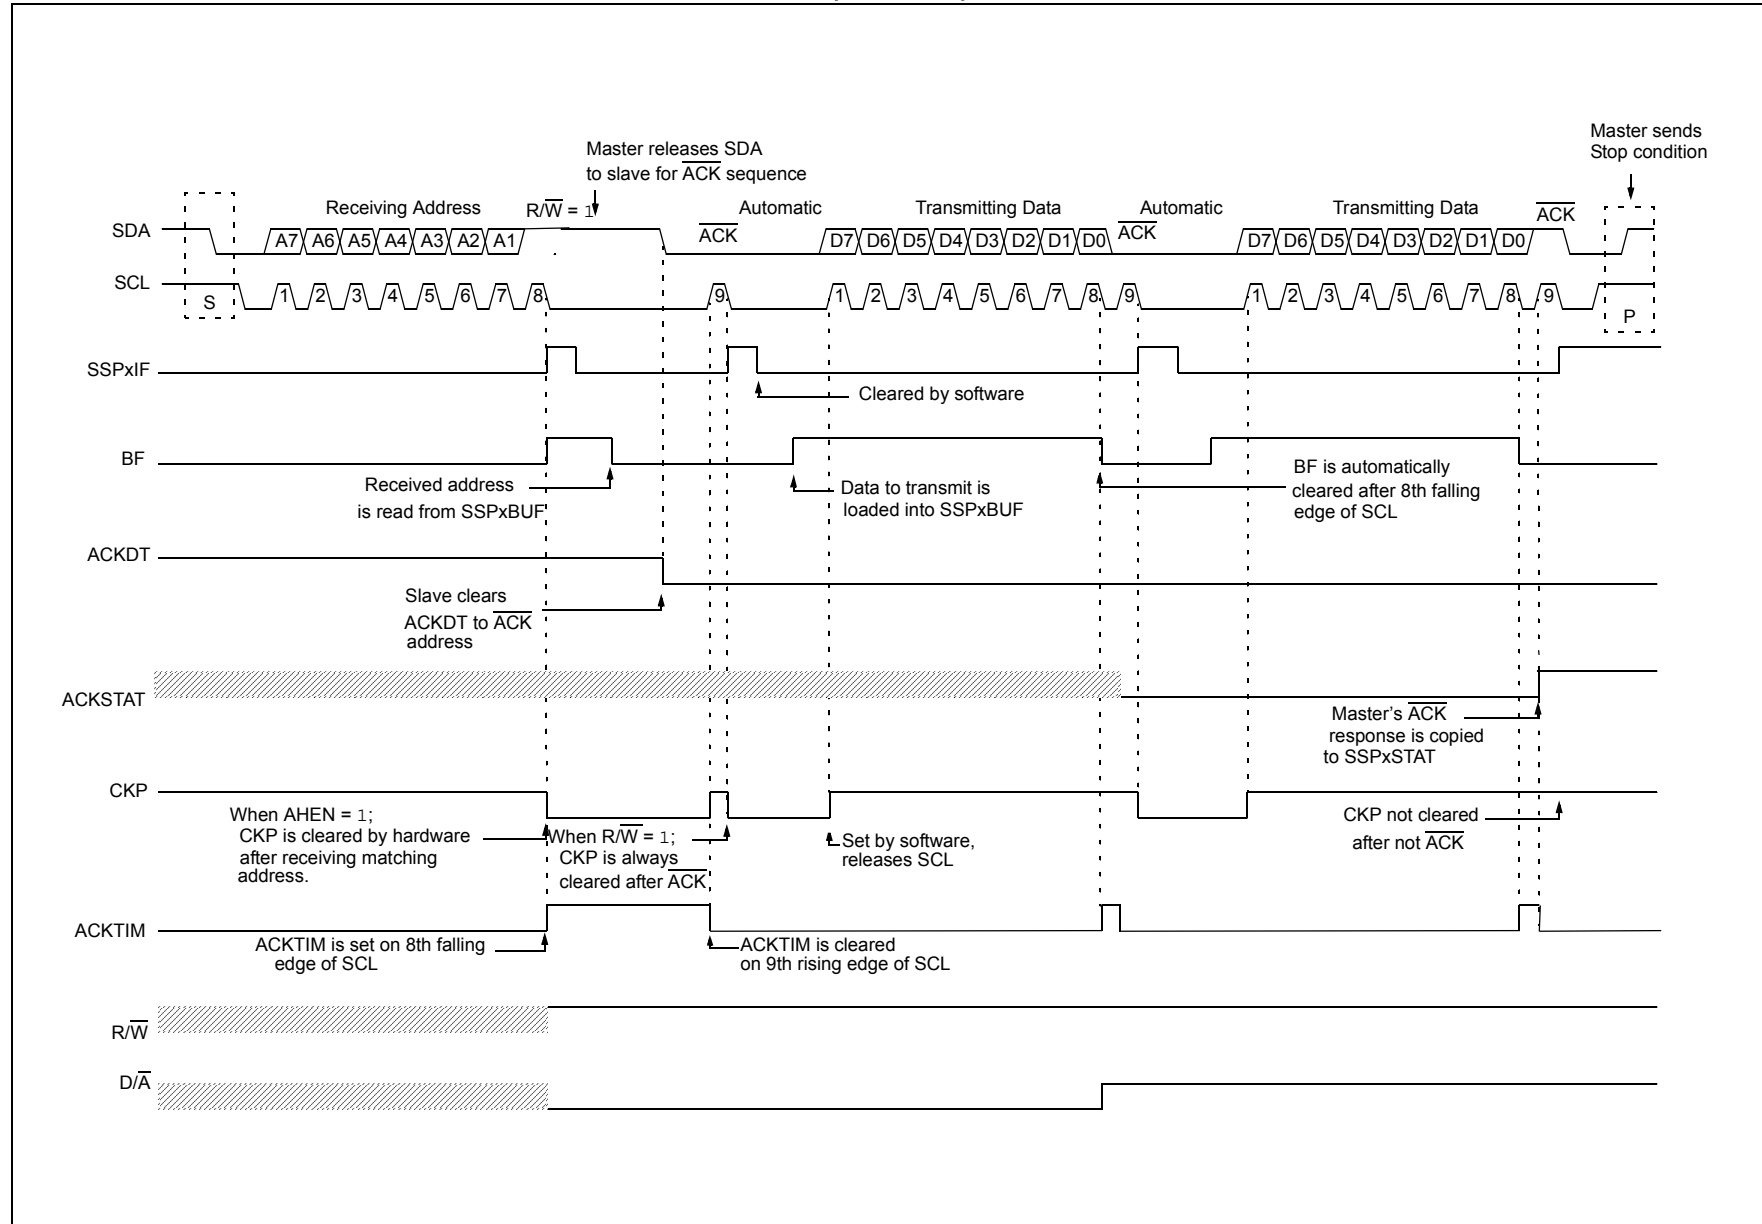 Master sends
Stop condition
Master releases SDA
to slave for A̅C̅K̅ sequence
Receiving Address
R/W̅ = 1
Automatic
Transmitting Data
Automatic
Transmitting Data
A̅C̅K̅
SDA
A7 A6 A5 A4 A3 A2 A1
A̅C̅K̅
D7 D6 D5 D4 D3 D2 D1 D0
A̅C̅K̅
D7 D6 D5 D4 D3 D2 D1 D0
SCL
S
1 2 3 4 5 6 7 8
9
1 2 3 4 5 6 7 8 9
1 2 3 4 5 6 7 8 9
P
SSPxIF
Cleared by software
BF
Received address
is read from SSPxBUF
Data to transmit is
loaded into SSPxBUF
BF is automatically
cleared after 8th falling
edge of SCL
ACKDT
Slave clears
ACKDT to A̅C̅K̅
address
ACKSTAT
Master's A̅C̅K̅
response is copied
to SSPxSTAT
CKP
When AHEN = 1;
CKP is cleared by hardware
after receiving matching
address.
When R/W̅ = 1;
CKP is always
cleared after A̅C̅K̅
Set by software,
releases SCL
CKP not cleared
after not A̅C̅K̅
ACKTIM
ACKTIM is set on 8th falling
edge of SCL
ACKTIM is cleared
on 9th rising edge of SCL
R/W̅
D/A̅